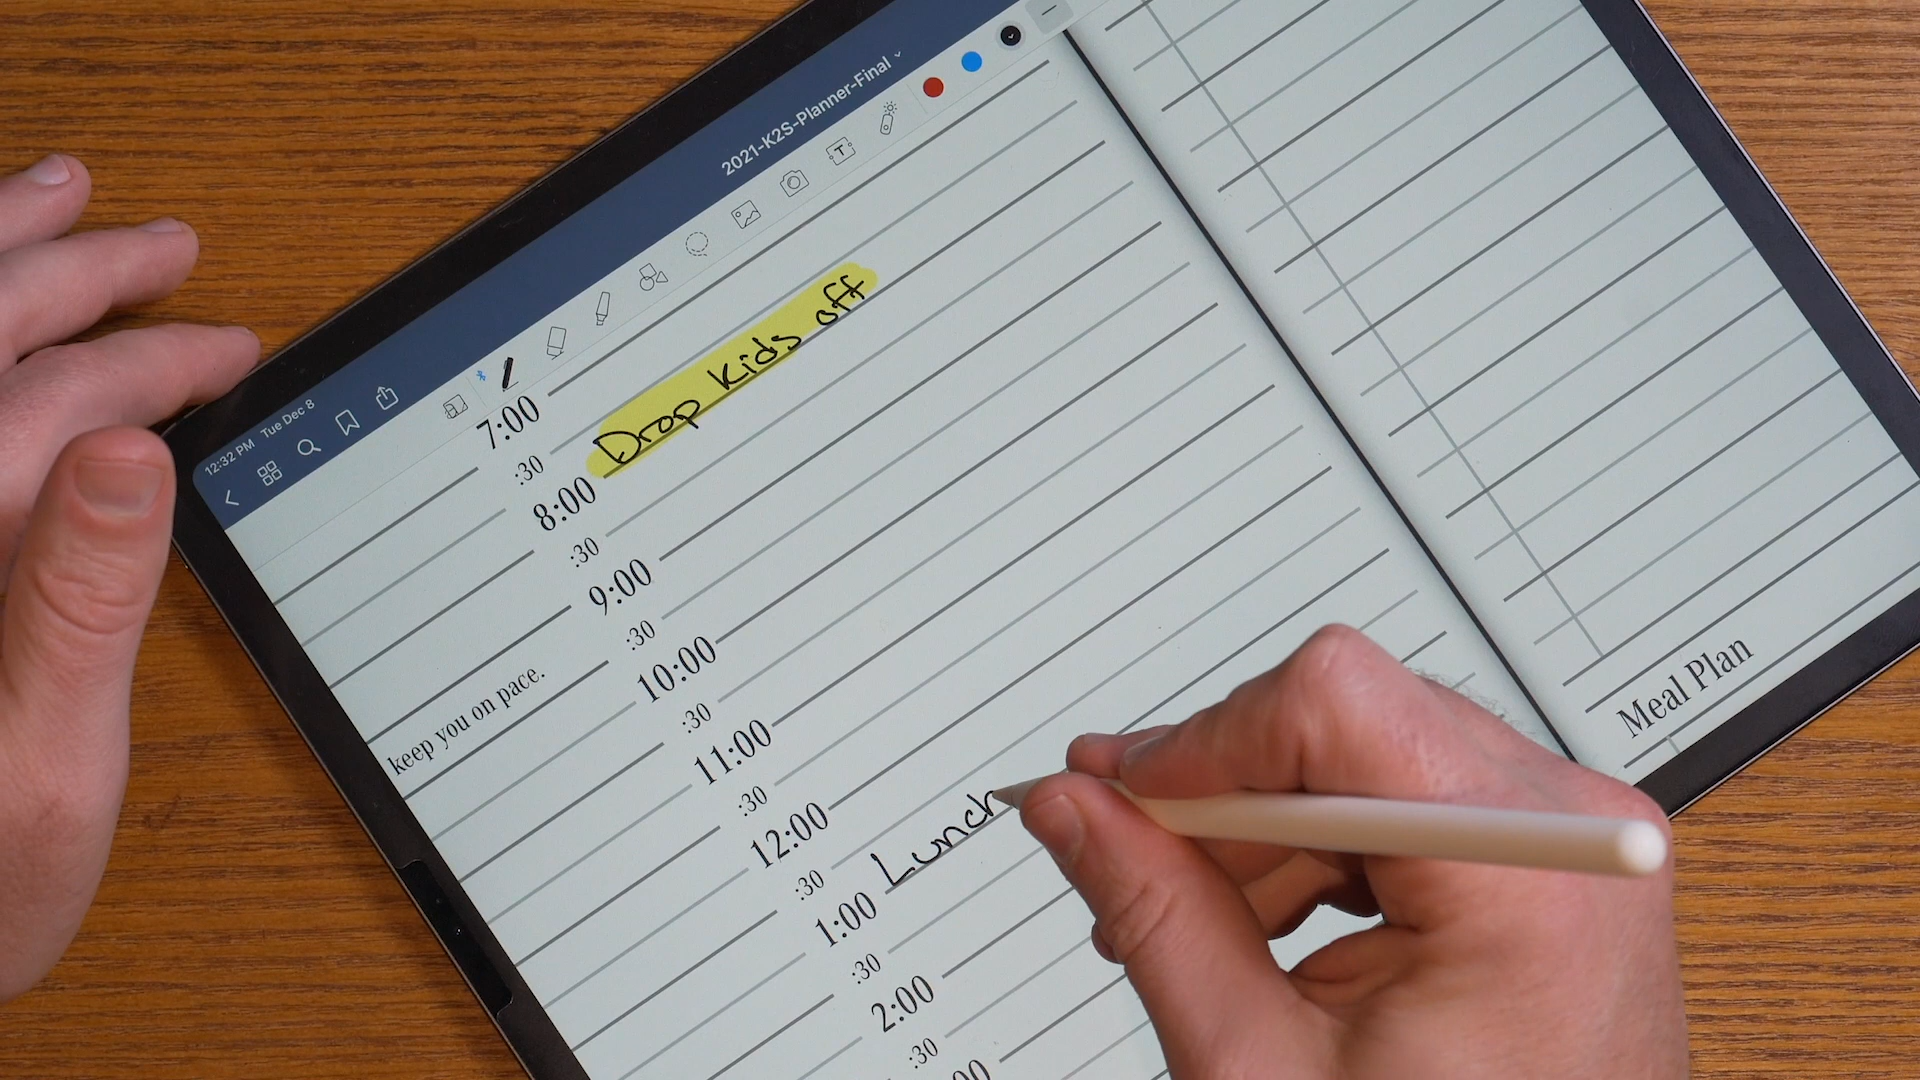 12:32 PM Tue Dec 8
2021-K2S-Planner-Final
T
7:00
:30
Drop Kids off
8:00
:30
9:00
:30
keep you on pace.
10:00
:30
11:00
:30
12:00
:30
Lunch
1:00
:30
2:00
:30
Meal Plan